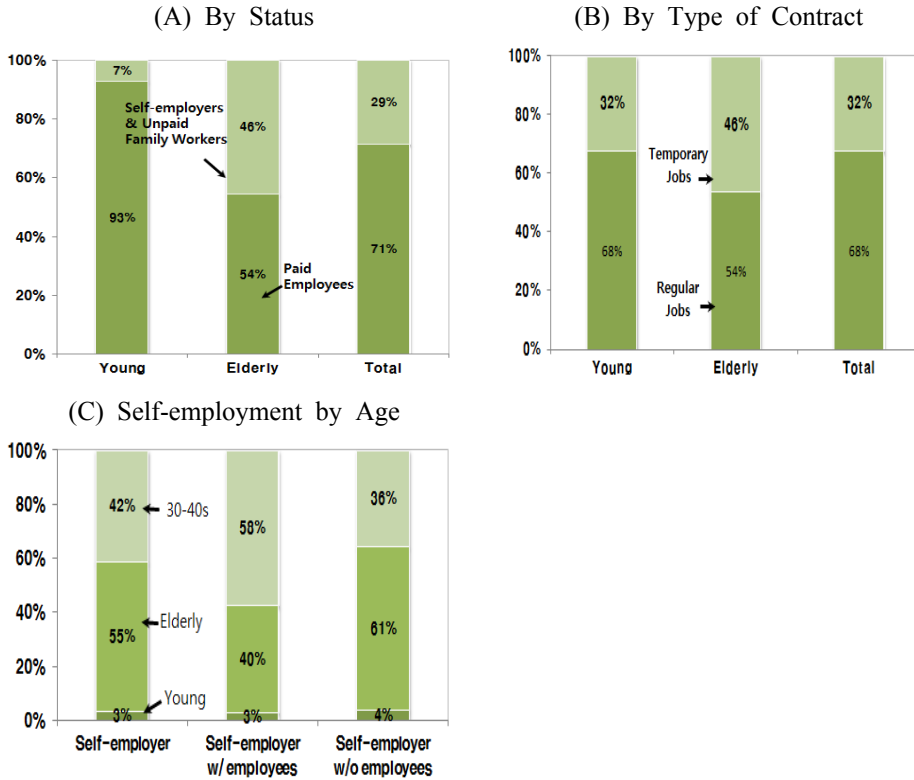 (A) By Status
100%
80%
60%
40%
20%
0%
7%
93%
46%
54%
29%
71%
Self-employers
& Unpaid
Family Workers
Paid
Employees
Young
Elderly
Total
(B) By Type of Contract
100%
80%
60%
40%
20%
0%
32%
68%
46%
54%
32%
68%
Temporary
Jobs
Regular
Jobs
Young
Elderly
Total
(C) Self-employment by Age
100%
80%
60%
40%
20%
0%
42%
55%
3%
58%
40%
3%
36%
61%
4%
30-40s
Elderly
Young
Self-employer
Self-employer
w/ employees
Self-employer
w/o employees